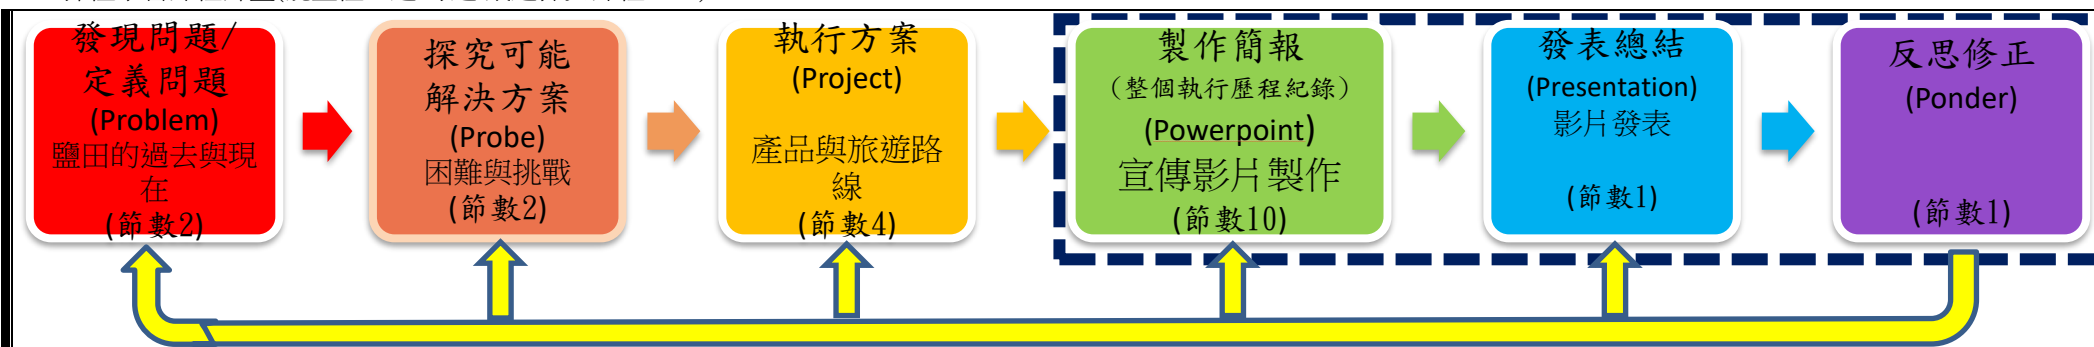 發現問題/
定義問題
(Problem)
鹽田的過去與現
在
(節數2)
探究可能
解決方案
(Probe)
困難與挑戰
(節數2)
執行方案
(Project)
產品與旅遊路
線
(節數4)
製作簡報
(整個執行歷程紀錄)
(Powerpoint)
宣傳影片製作
(節數10)
發表總結
(Presentation)
影片發表
(節數1)
反思修正
(Ponder)
(節數1)